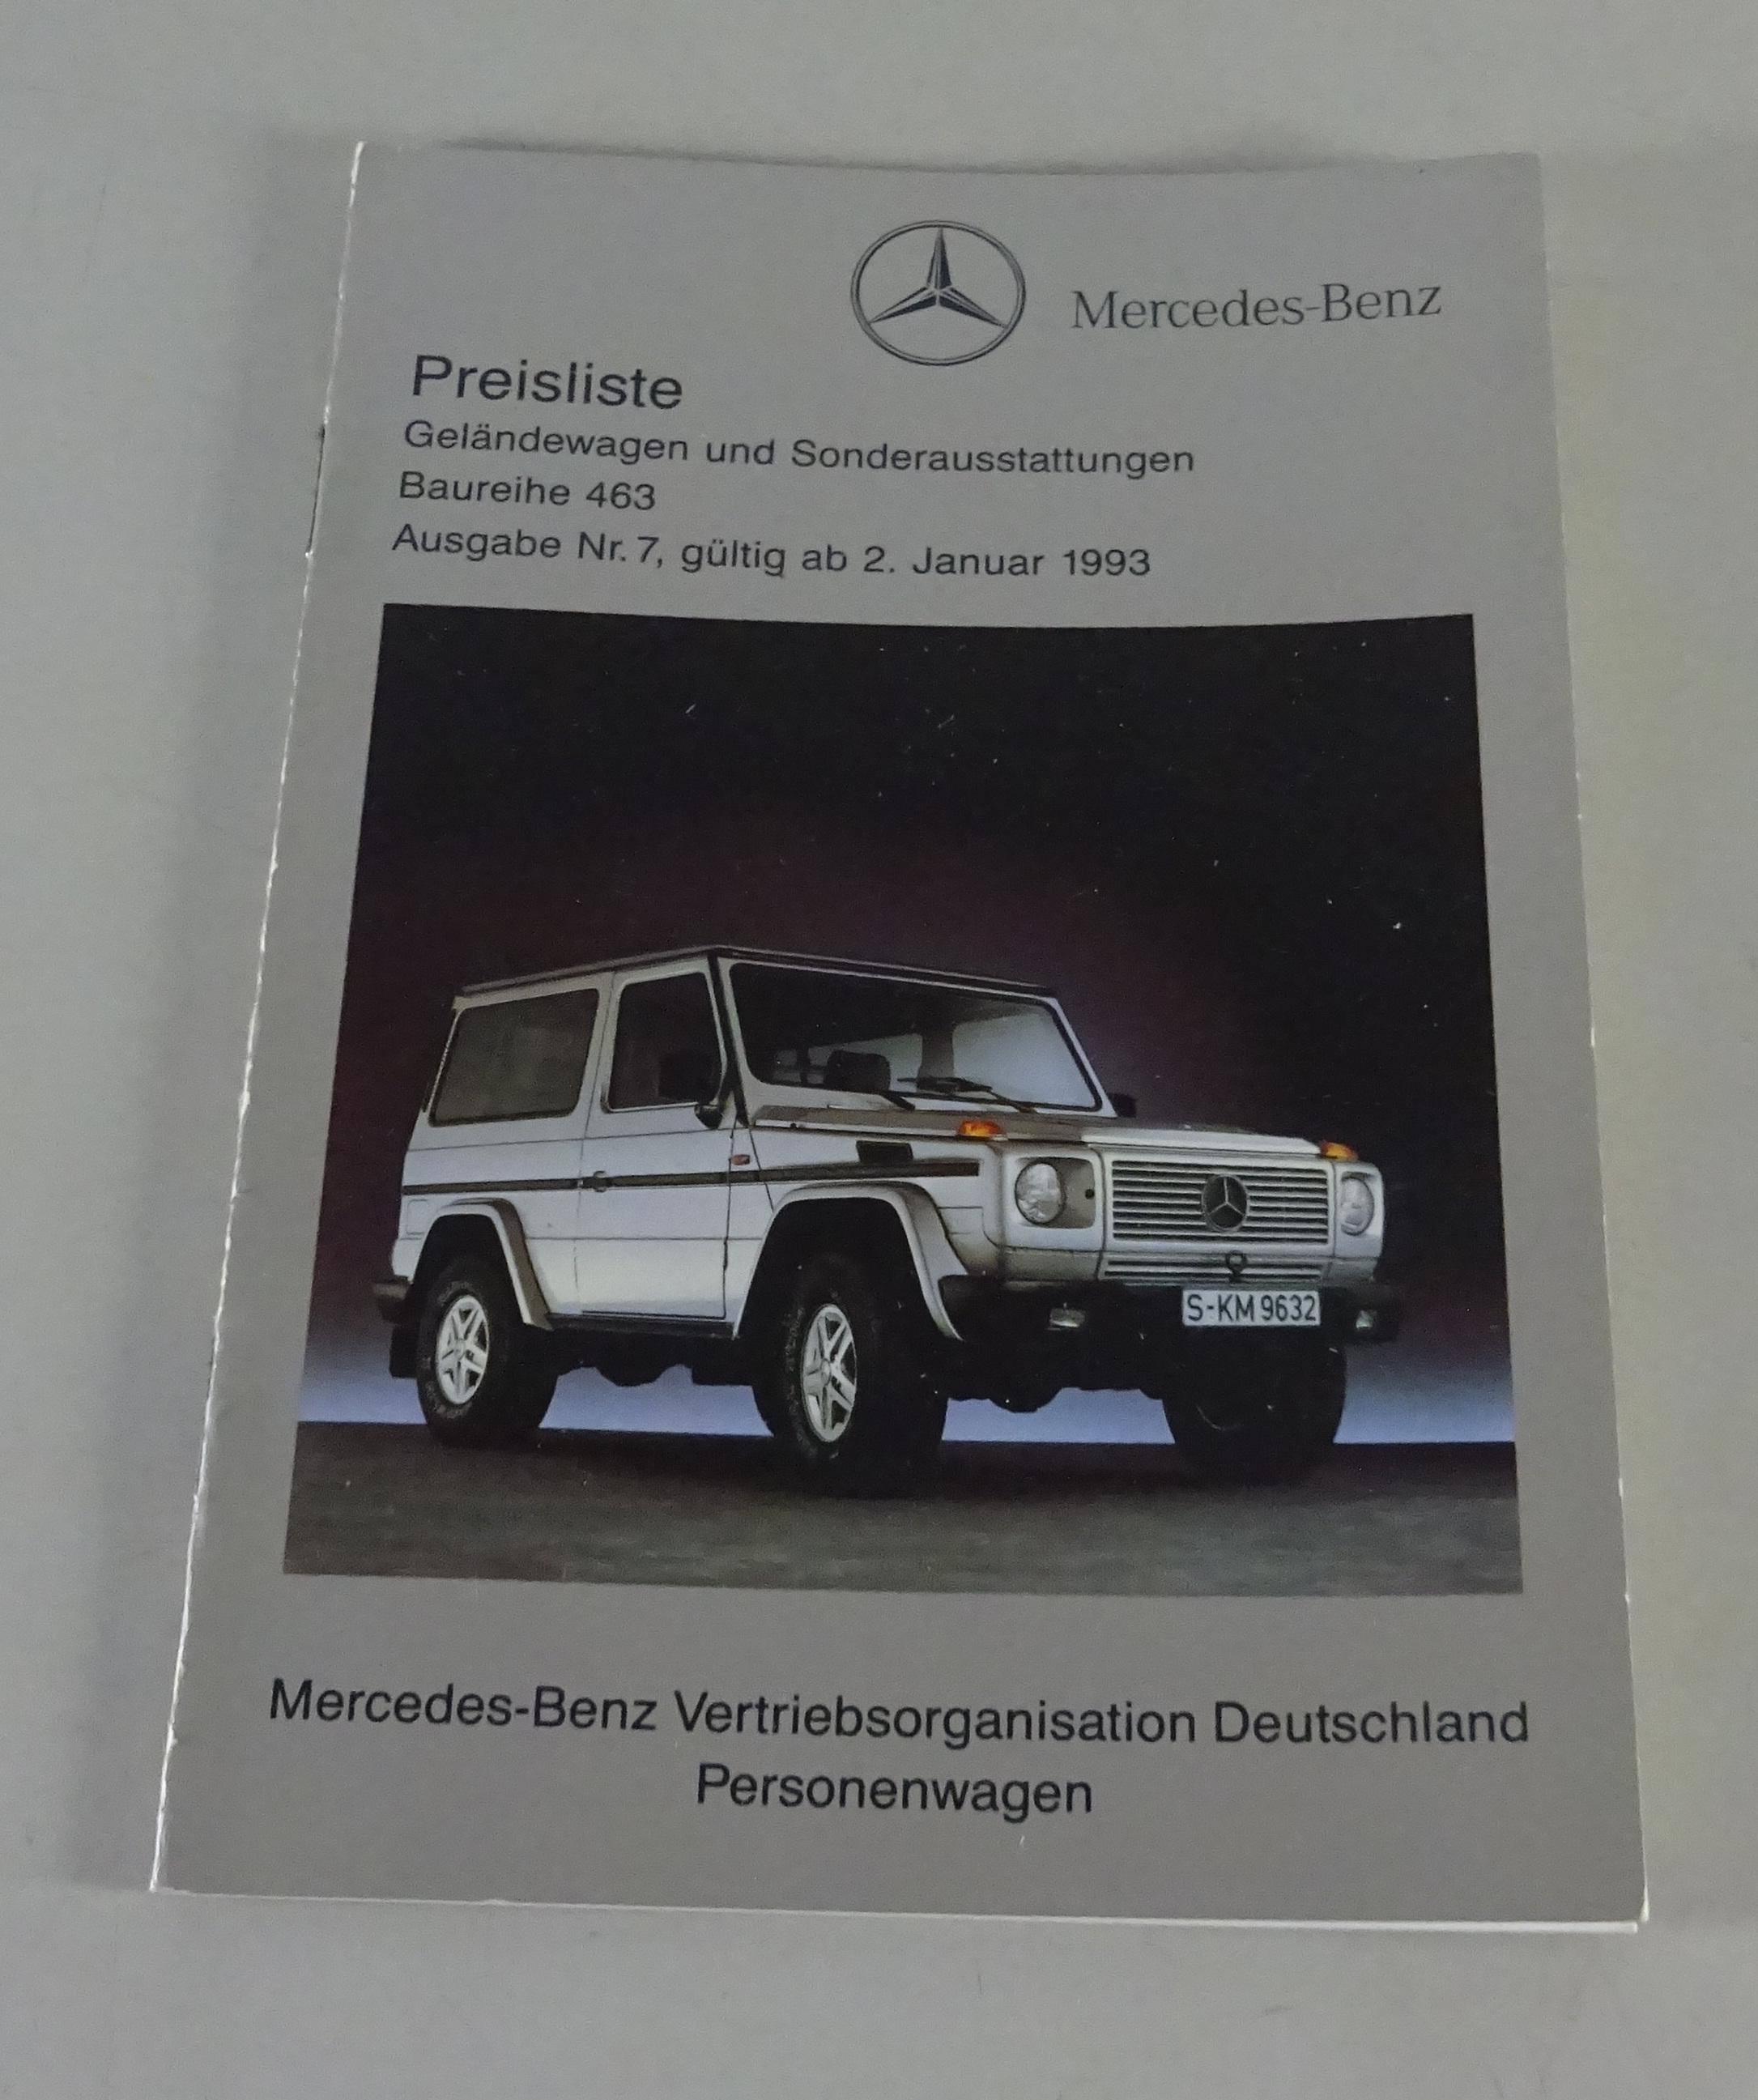 Mercedes-Benz
Preisliste
Geländewagen und Sonderausstattungen
Baureihe 463
Ausgabe Nr. 7, gültig ab 2. Januar 1993
S-KM 9632
Mercedes-Benz Vertriebsorganisation Deutschland
Personenwagen